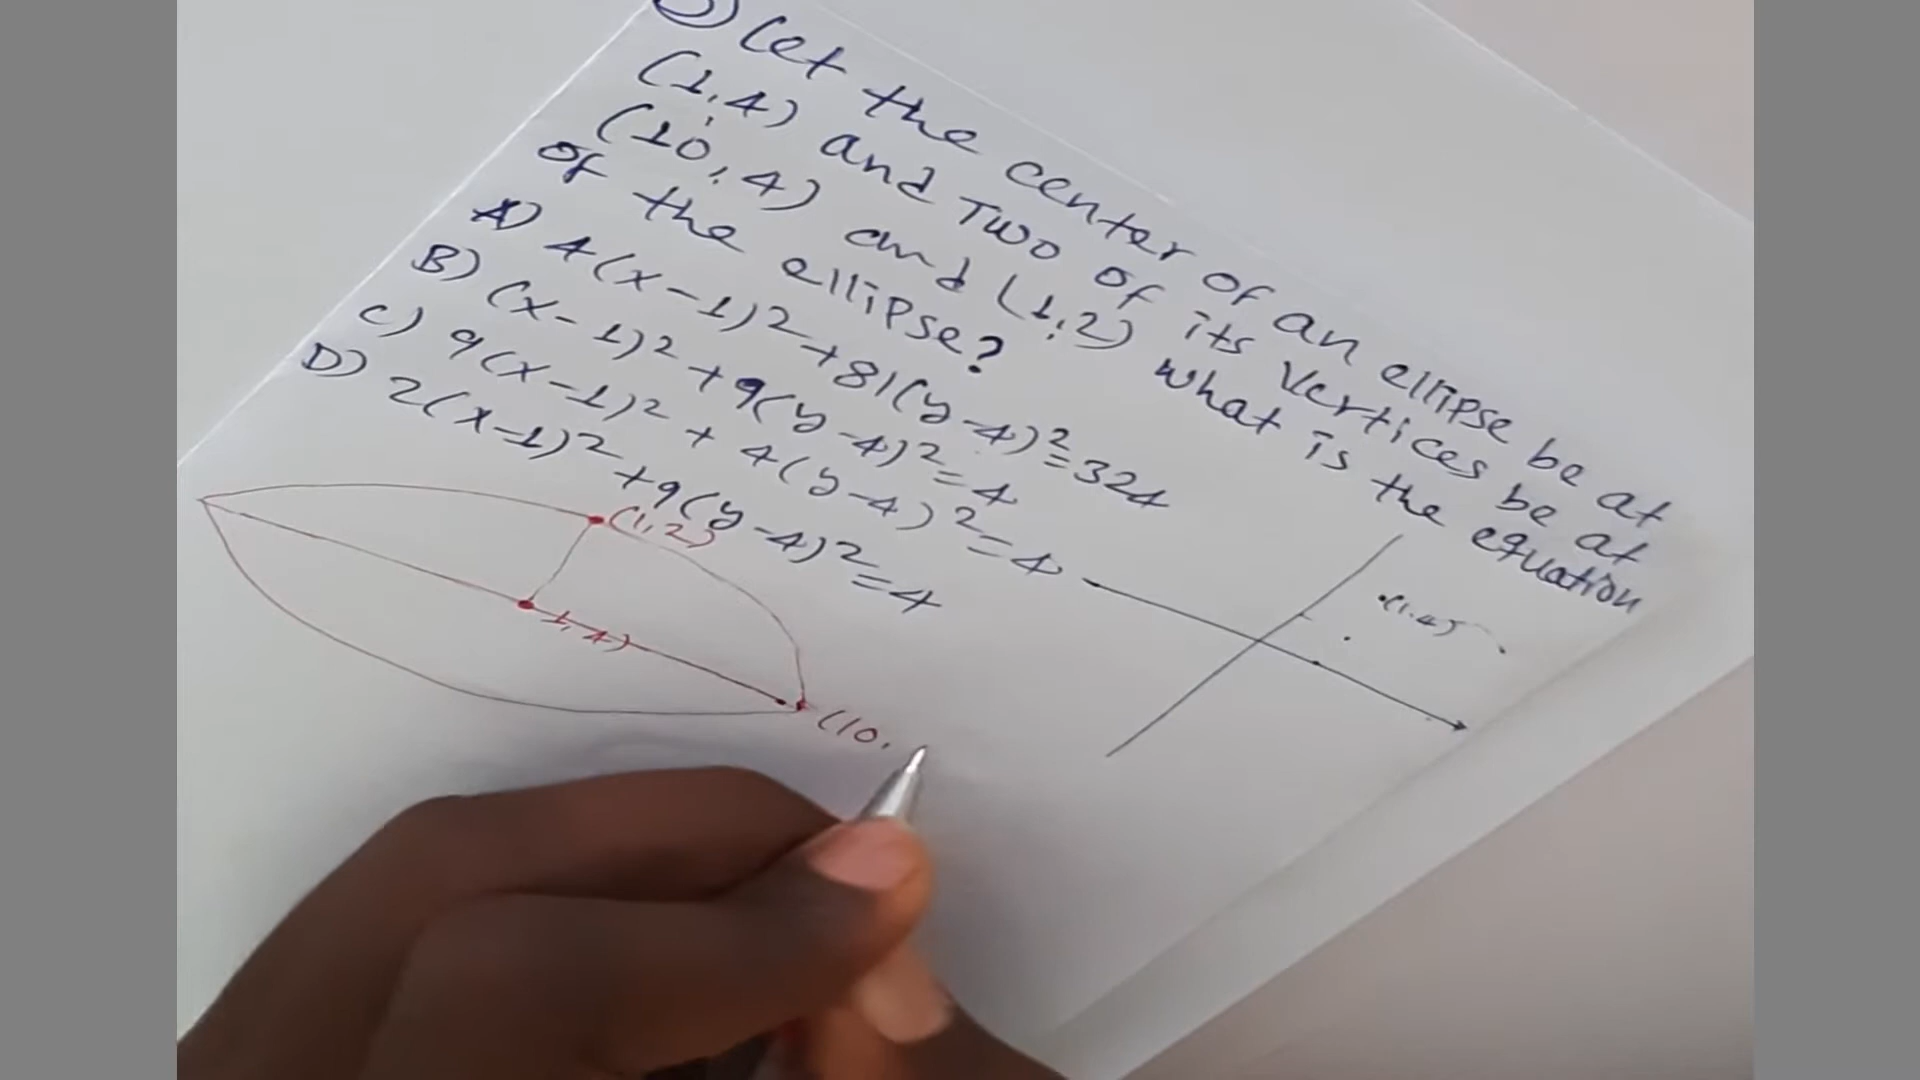 Let the center of an ellipse be at
(1,4) and Two of its vertices be at
(10,4) and (1,2) what is the equation
of the ellipse?
A) 4(x-1)²+81(y-4)²=324
B) (x-1)²+9(y-4)²=4
C) 9(x-1)²+4(y-4)²=4
D) 2(x-1)²+9(y-4)²=4
(1,2)
1,4)
(10,
(1,4)